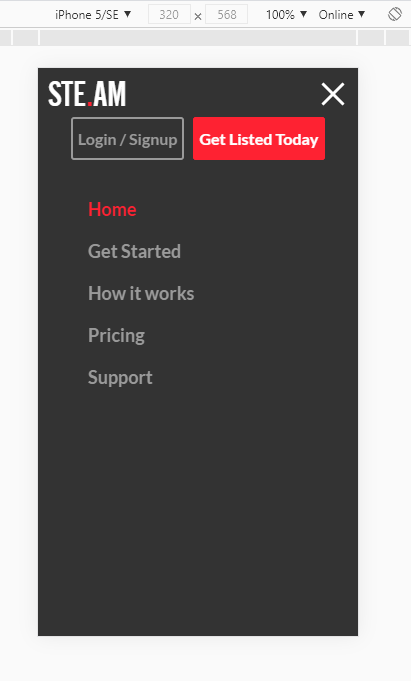 iPhone 5/SE ▼ 320 × 568 100% ▼ Online ▼
STE.AM
Login / Signup Get Listed Today
Home
Get Started
How it works
Pricing
Support